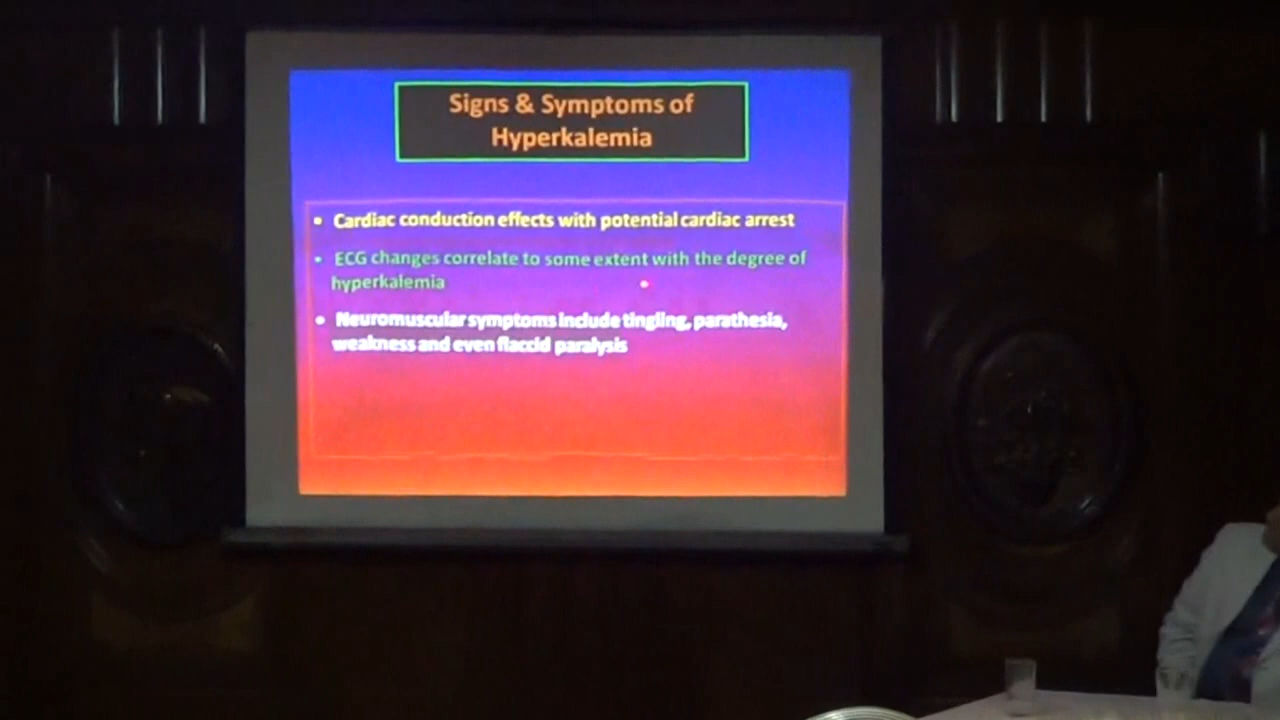 Signs & Symptoms of
Hyperkalemia
• Cardiac conduction effects with potential cardiac arrest
• ECG changes correlate to some extent with the degree of
hyperkalemia
• Neuromuscular symptoms include tingling, parathesia,
weakness and even flaccid paralysis